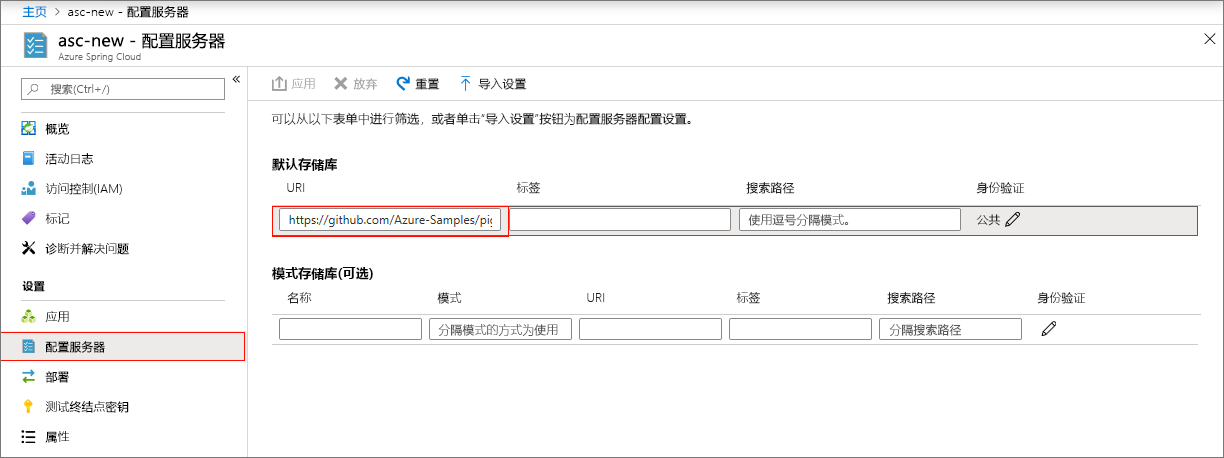 主页 > asc-new - 配置服务器
asc-new - 配置服务器
Azure Spring Cloud
搜索(Ctrl+/)
概览
活动日志
访问控制(IAM)
标记
诊断并解决问题
设置
应用
配置服务器
部署
测试终结点密钥
属性
应用 放弃 重置 导入设置
可以从以下表单中进行筛选，或者单击“导入设置”按钮为配置服务器配置设置。
默认存储库
URI 标签 搜索路径 身份验证
https://github.com/Azure-Samples/pig 使用逗号分隔模式。 公共
模式存储库(可选)
名称 模式 URI 标签 搜索路径 身份验证
分隔模式的方式为使用 分隔搜索路径